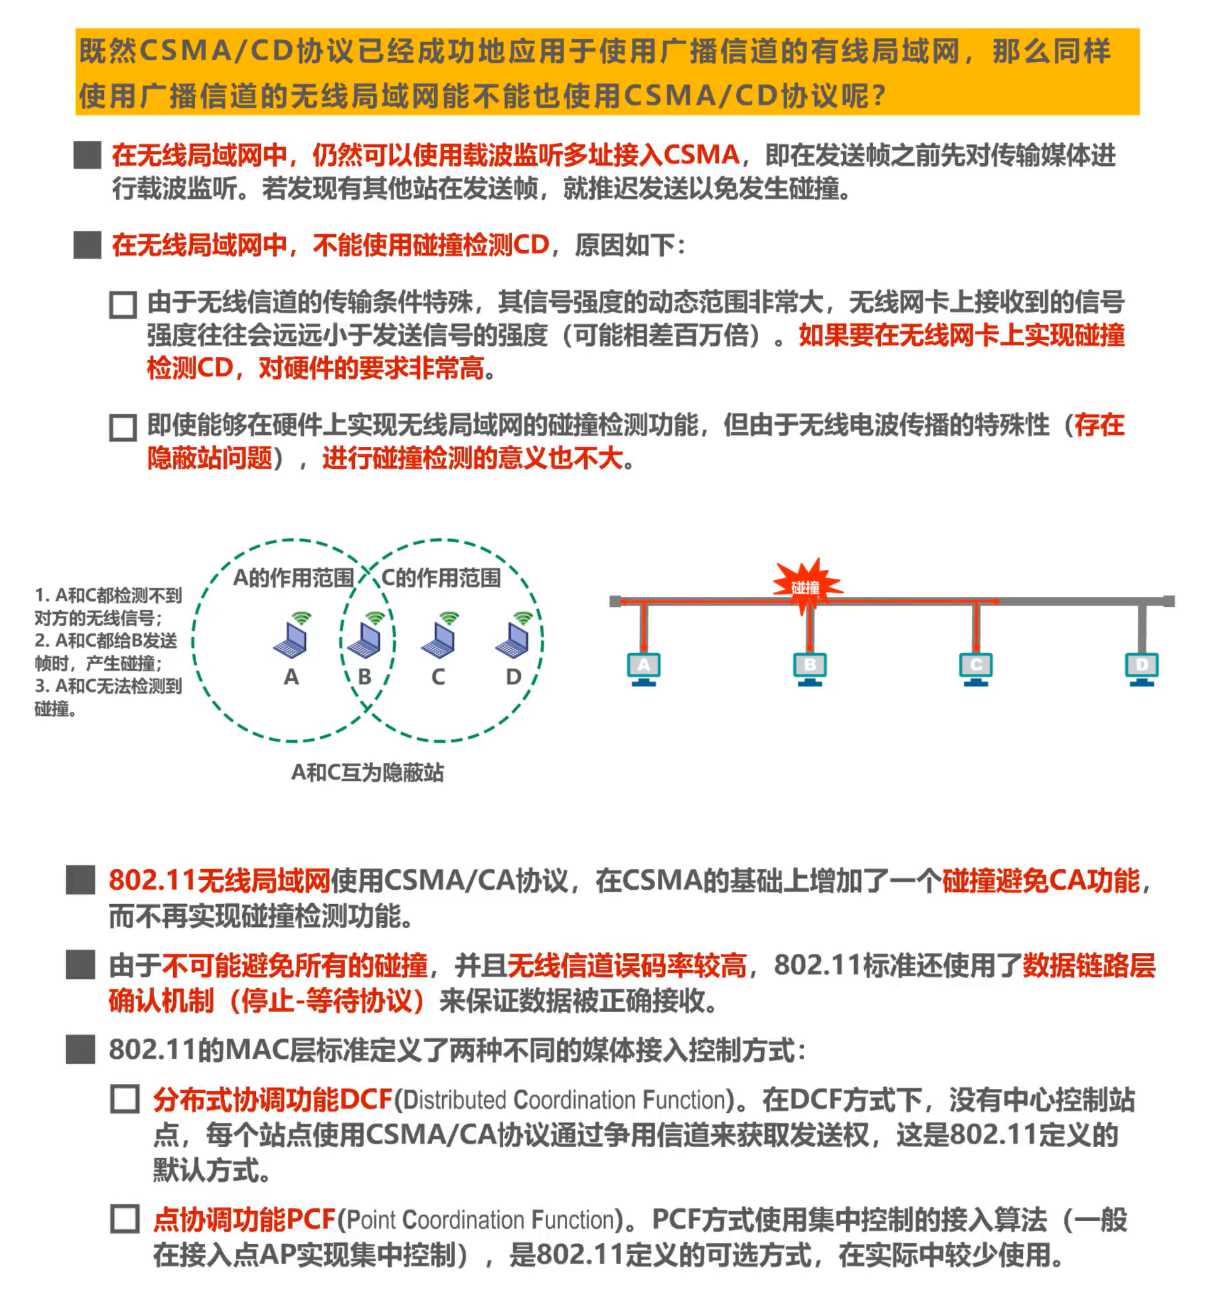 既然CSMA/CD协议已经成功地应用于使用广播信道的有线局域网，那么同样
使用广播信道的无线局域网能不能也使用CSMA/CD协议呢？
在无线局域网中，仍然可以使用载波监听多址接入CSMA，即在发送帧之前先对传输媒体进
行载波监听。若发现有其他站在发送帧，就推迟发送以免发生碰撞。
在无线局域网中，不能使用碰撞检测CD，原因如下：
由于无线信道的传输条件特殊，其信号强度的动态范围非常大，无线网卡上接收到的信号
强度往往会远远小于发送信号的强度（可能相差百万倍）。如果要在无线网卡上实现碰撞
检测CD，对硬件的要求非常高。
即使能够在硬件上实现无线局域网的碰撞检测功能，但由于无线电波传播的特殊性（存在
隐蔽站问题），进行碰撞检测的意义也不大。
1. A和C都检测不到
对方的无线信号；
2. A和C都给B发送
帧时，产生碰撞；
3. A和C无法检测到
碰撞。
A的作用范围
C的作用范围
A
B
C
D
A和C互为隐蔽站
碰撞
A
B
C
D
802.11无线局域网使用CSMA/CA协议，在CSMA的基础上增加了一个碰撞避免CA功能，
而不再实现碰撞检测功能。
由于不可能避免所有的碰撞，并且无线信道误码率较高，802.11标准还使用了数据链路层
确认机制（停止-等待协议）来保证数据被正确接收。
802.11的MAC层标准定义了两种不同的媒体接入控制方式：
分布式协调功能DCF(Distributed Coordination Function)。在DCF方式下，没有中心控制站
点，每个站点使用CSMA/CA协议通过争用信道来获取发送权，这是802.11定义的
默认方式。
点协调功能PCF(Point Coordination Function)。PCF方式使用集中控制的接入算法（一般
在接入点AP实现集中控制），是802.11定义的可选方式，在实际中较少使用。